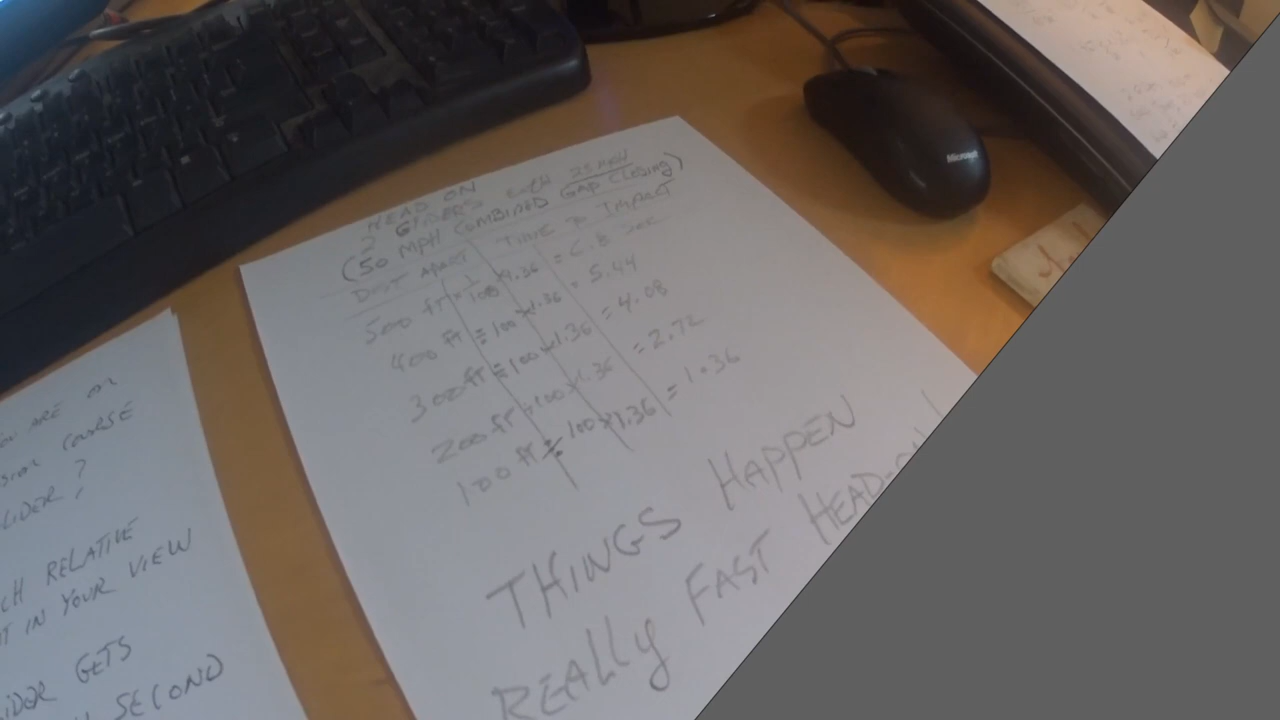 HEAD ON
2 GLIDERS EACH 25 MPH
(50 MPH COMBINED GAP CLOSING)
DIST APART TIME TO IMPACT
500 ft ÷ 100 x 1.36 = 6.8 sec
400 ft ÷ 100 x 1.36 = 5.44
300 ft ÷ 100 x 1.36 = 4.08
200 ft ÷ 100 x 1.36 = 2.72
100 ft ÷ 100 x 1.36 = 1.36
THINGS HAPPEN
REALLY FAST HEAD-
ARE ON
COURSE
?
RELATIVE
IN YOUR VIEW
GETS
SECOND
Microsoft